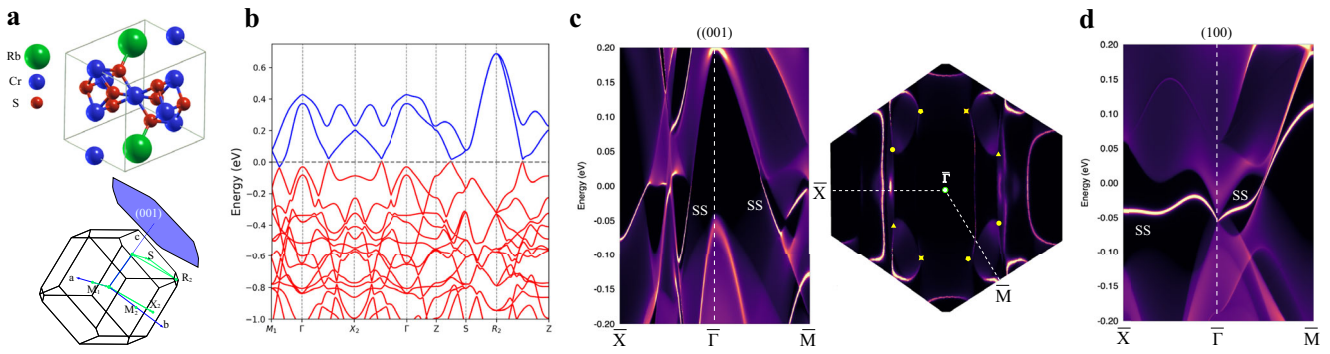 a
Rb
Cr
S
(001)
c
S
a
R₂
M₁
X₂
M₂
b
b
Energy (eV)
0.6
0.4
0.2
0.0
−0.2
−0.4
−0.6
−0.8
−1.0
M₁
Γ
X₂
Γ
Z
S
R₂
Z
c
((001)
Energy (eV)
0.20
0.15
0.10
0.05
0.00
-0.05
-0.10
-0.15
-0.20
SS
SS
X̅
Γ̅
M̅
X̅
Γ̅
M̅
d
(100)
Energy (eV)
0.20
0.15
0.10
0.05
0.00
-0.05
-0.10
-0.15
-0.20
SS
SS
X̅
Γ̅
M̅